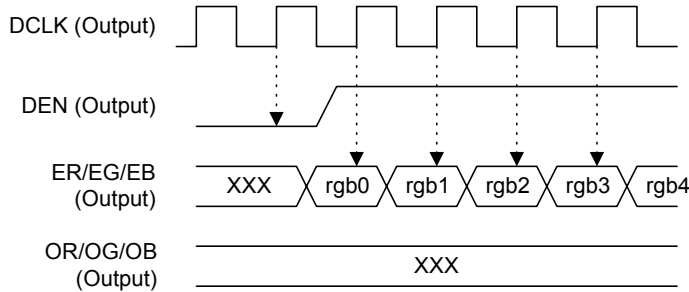 DCLK (Output)
DEN (Output)
ER/EG/EB
(Output)
XXX
rgb0
rgb1
rgb2
rgb3
rgb4
OR/OG/OB
(Output)
XXX